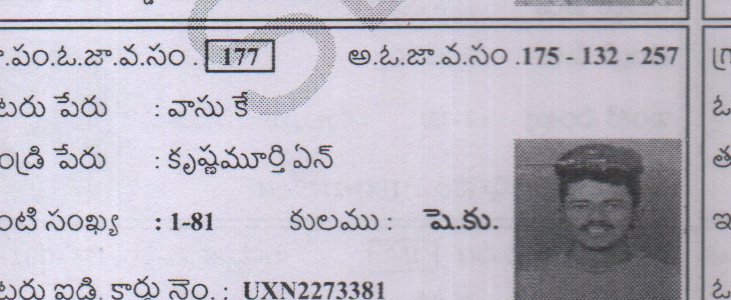 .పం.ఓ.జా.వ.సం. 177 అ.ఓ.జా.వ.సం .175 - 132 - 257
టరు పేరు : వాసు కే
ండ్రి పేరు : కృష్ణమూర్తి ఏన్
ంటి సంఖ్య : 1-81 కులము : షె.కు.
టరు ఐడి. కార్డు నెం. : UXN2273381